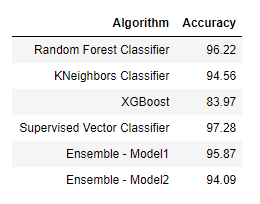 Algorithm Accuracy
Random Forest Classifier 96.22
KNeighbors Classifier 94.56
XGBoost 83.97
Supervised Vector Classifier 97.28
Ensemble - Model1 95.87
Ensemble - Model2 94.09